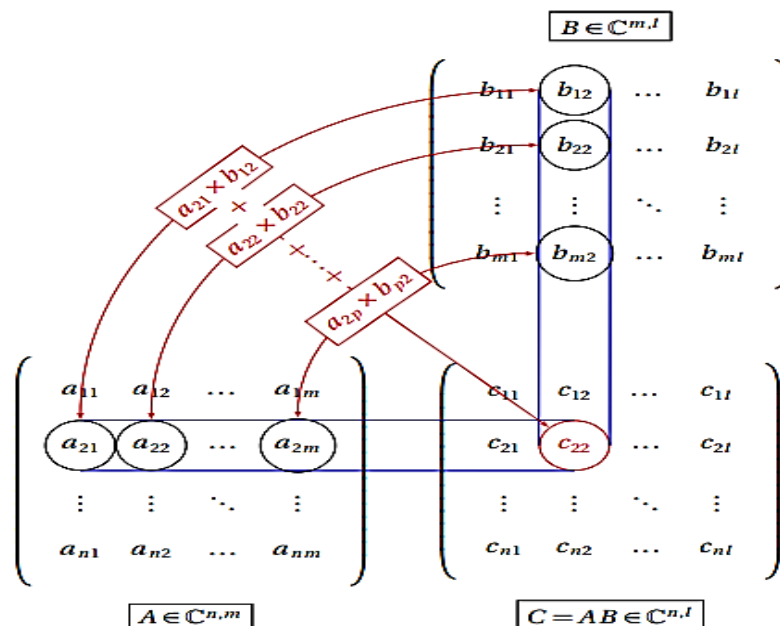 B ∈ ℂ^{m,l}
b₁₁ b₁₂ … b₁ₗ
b₂₁ b₂₂ … b₂ₗ
⋮ ⋮ ⋱ ⋮
bₘ₁ bₘ₂ … bₘₗ
a₂₁ × b₁₂
+
a₂₂ × b₂₂
+ … +
a₂ₚ × bₚ₂
a₁₁ a₁₂ … a₁ₘ
a₂₁ a₂₂ … a₂ₘ
⋮ ⋮ ⋱ ⋮
aₙ₁ aₙ₂ … aₙₘ
A ∈ ℂ^{n,m}
c₁₁ c₁₂ … c₁ₗ
c₂₁ c₂₂ … c₂ₗ
⋮ ⋮ ⋱ ⋮
cₙ₁ cₙ₂ … cₙₗ
C = AB ∈ ℂ^{n,l}